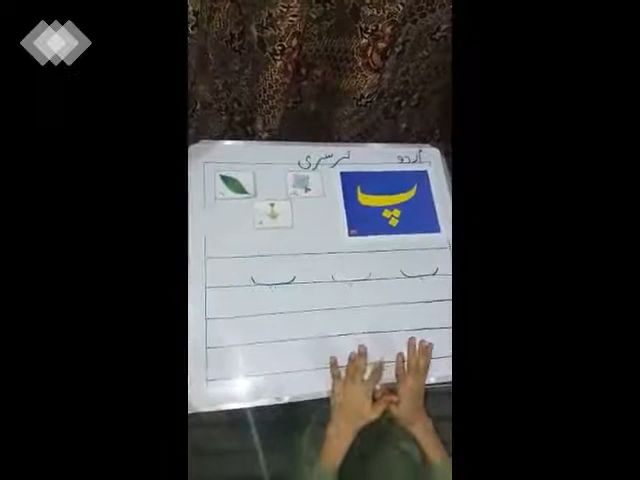 اردو نرسری
پ
پ پ پ